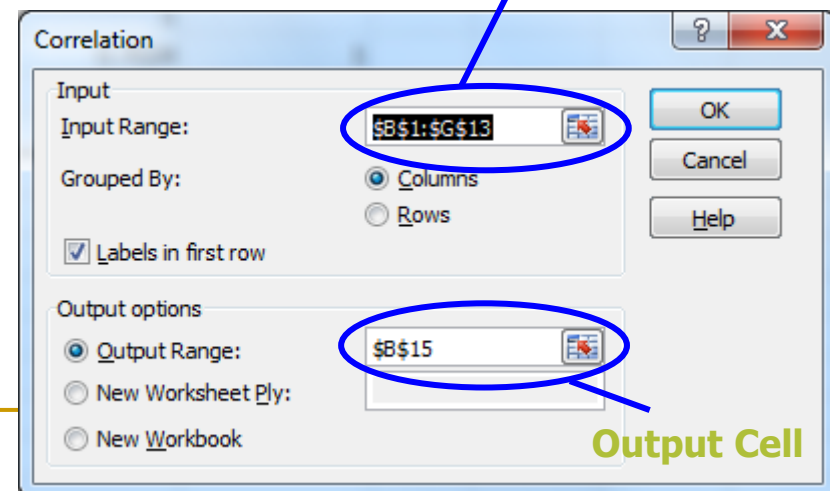 Correlation
Input
Input Range:
$B$1:$G$13
OK
Grouped By:
Columns
Cancel
Rows
Help
Labels in first row
Output options
Output Range:
$B$15
New Worksheet Ply:
New Workbook
Output Cell